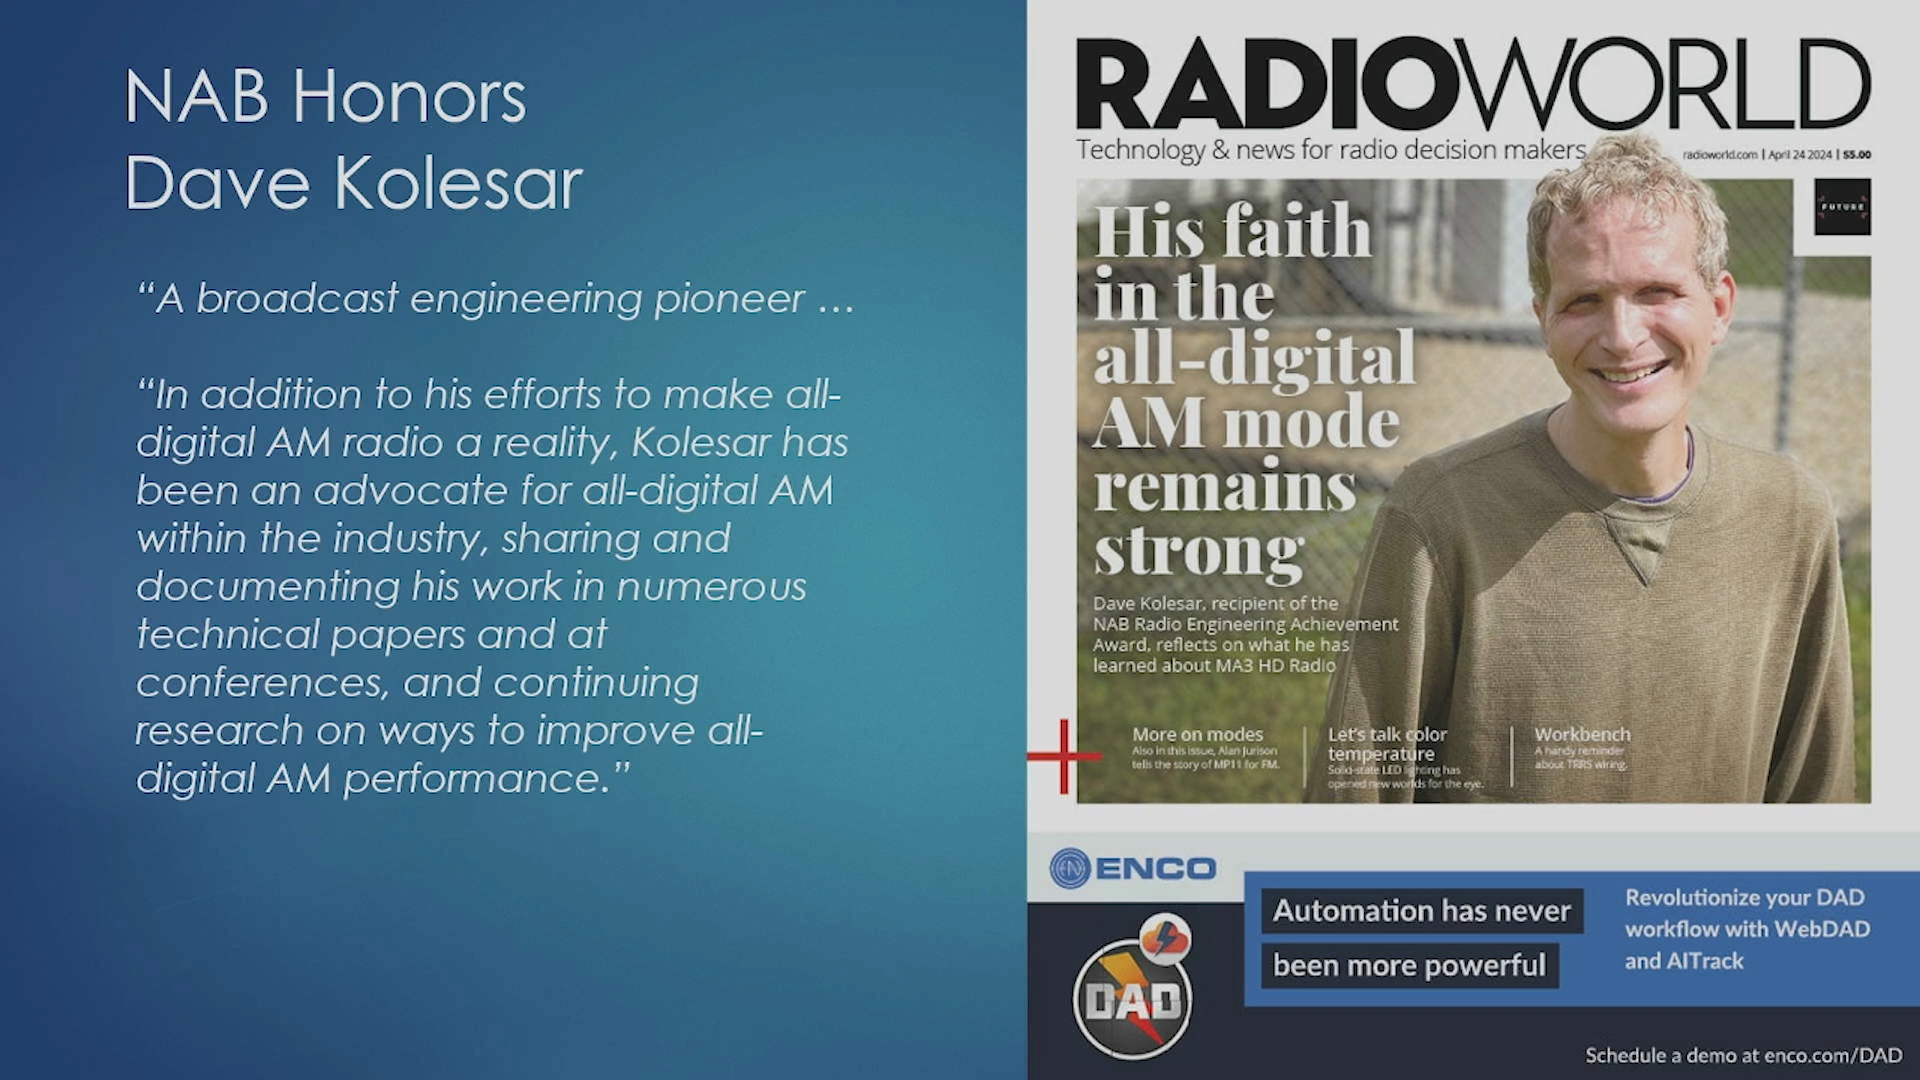 NAB Honors
Dave Kolesar
“A broadcast engineering pioneer …
“In addition to his efforts to make all-
digital AM radio a reality, Kolesar has
been an advocate for all-digital AM
within the industry, sharing and
documenting his work in numerous
technical papers and at
conferences, and continuing
research on ways to improve all-
digital AM performance.”
RADIOWORLD
Technology & news for radio decision makers
radioworld.com | April 24 2024 | $5.00
FUTURE
His faith
in the
all-digital
AM mode
remains
strong
Dave Kolesar, recipient of the
NAB Radio Engineering Achievement
Award, reflects on what he has
learned about MA3 HD Radio
More on modes
Also in this issue, Alan Jurison
tells the story of MP11 for FM.
Let's talk color
temperature
Solid-state LED lighting has
opened new worlds for the eye.
Workbench
A handy reminder
about TRRS wiring.
EN
ENCO
DAD
Automation has never
been more powerful
Revolutionize your DAD
workflow with WebDAD
and AITrack
Schedule a demo at enco.com/DAD